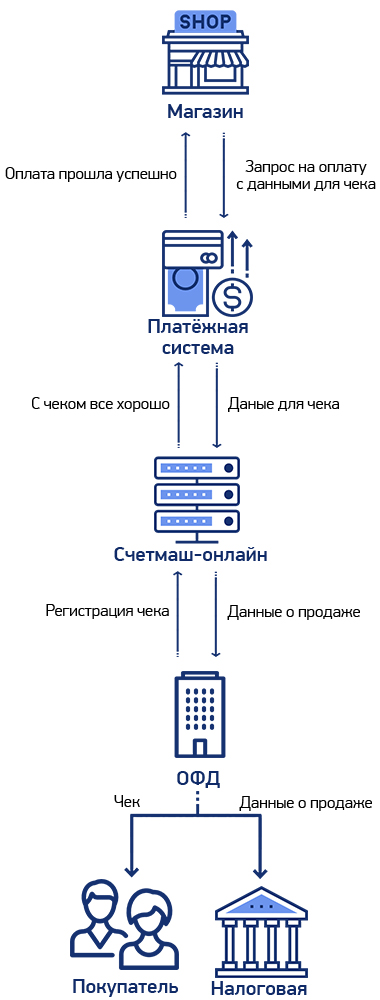 SHOP
Магазин
Оплата прошла успешно
Запрос на оплату
с данными для чека
Платёжная
система
С чеком все хорошо
Даные для чека
Счетмаш-онлайн
Регистрация чека
Данные о продаже
ОФД
Чек
Данные о продаже
Покупатель
Налоговая